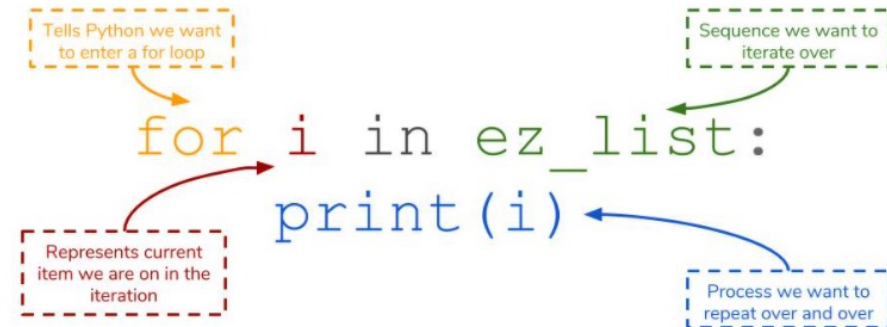 Tells Python we want
to enter a for loop
Sequence we want to
iterate over
for i in ez_list:
print(i)
Represents current
item we are on in the
iteration
Process we want to
repeat over and over